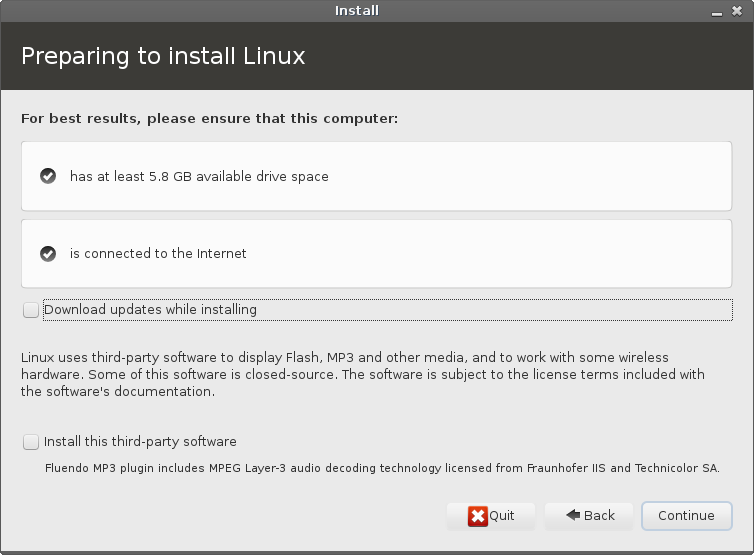 Install
Preparing to install Linux
For best results, please ensure that this computer:
has at least 5.8 GB available drive space
is connected to the Internet
Download updates while installing
Linux uses third-party software to display Flash, MP3 and other media, and to work with some wireless
hardware. Some of this software is closed-source. The software is subject to the license terms included with
the software's documentation.
Install this third-party software
Fluendo MP3 plugin includes MPEG Layer-3 audio decoding technology licensed from Fraunhofer IIS and Technicolor SA.
Quit Back Continue